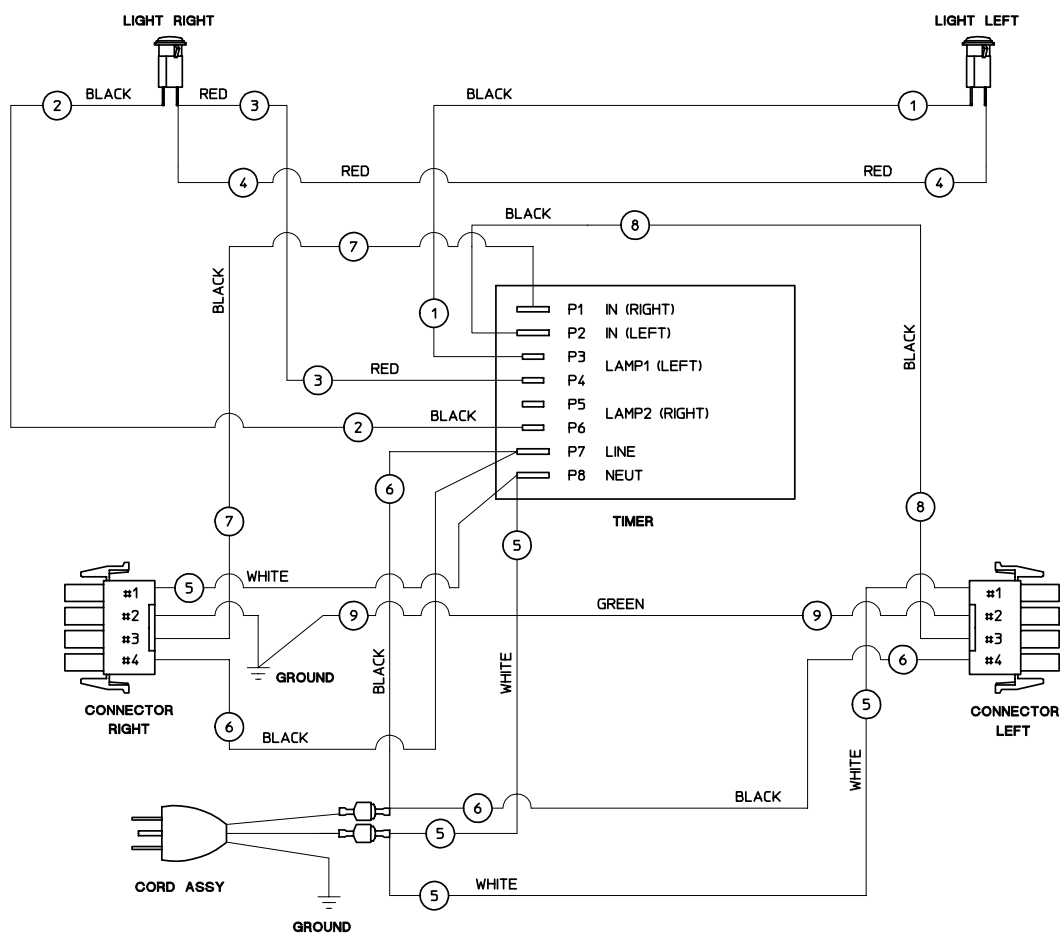 LIGHT RIGHT
LIGHT LEFT
2
BLACK
RED
3
BLACK
1
4
RED
RED
4
BLACK
8
7
BLACK
1
P1 IN (RIGHT)
P2 IN (LEFT)
P3
LAMP1 (LEFT)
P4
P5
LAMP2 (RIGHT)
P6
P7 LINE
P8 NEUT
TIMER
BLACK
3
RED
2
BLACK
6
7
5
8
#1
#2
#3
#4
5
WHITE
9
GREEN
9
#1
#2
#3
#4
GROUND
BLACK
WHITE
6
5
CONNECTOR
RIGHT
CONNECTOR
LEFT
6
BLACK
WHITE
6
BLACK
5
CORD ASSY
5
WHITE
GROUND